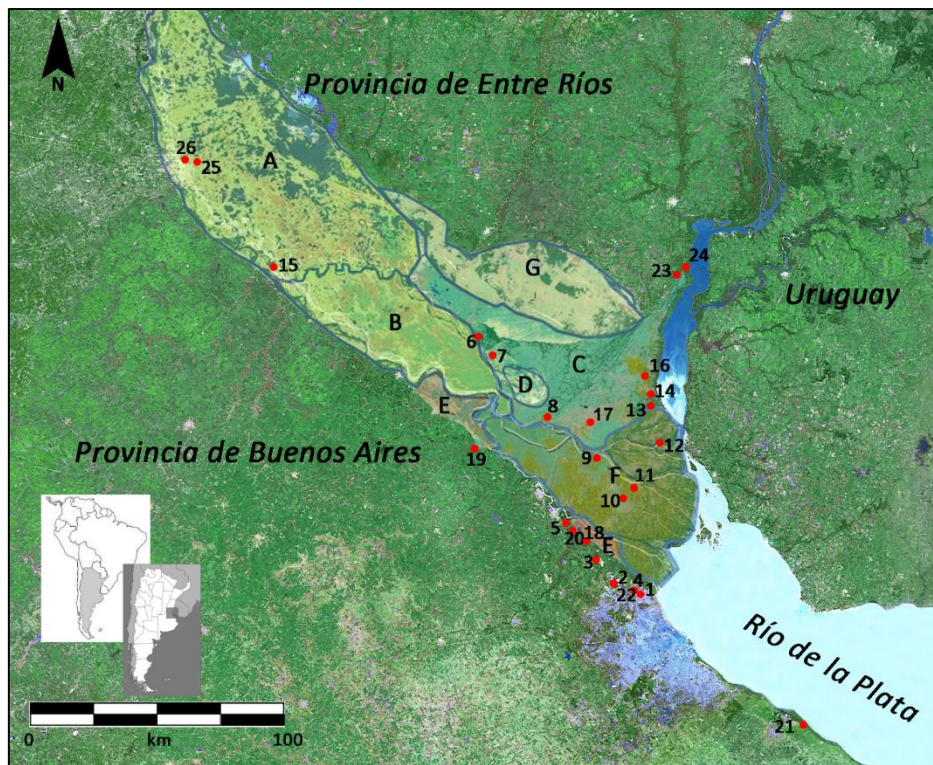 Provincia de Entre Ríos
N
A
26
25
G
24
23
15
Uruguay
B
6
7
C
16
D
14
E
8
17
13
12
Provincia de Buenos Aires
19
9
F
11
10
5
18
20
E
3
2
4
22
1
Río de la Plata
0
km
100
21